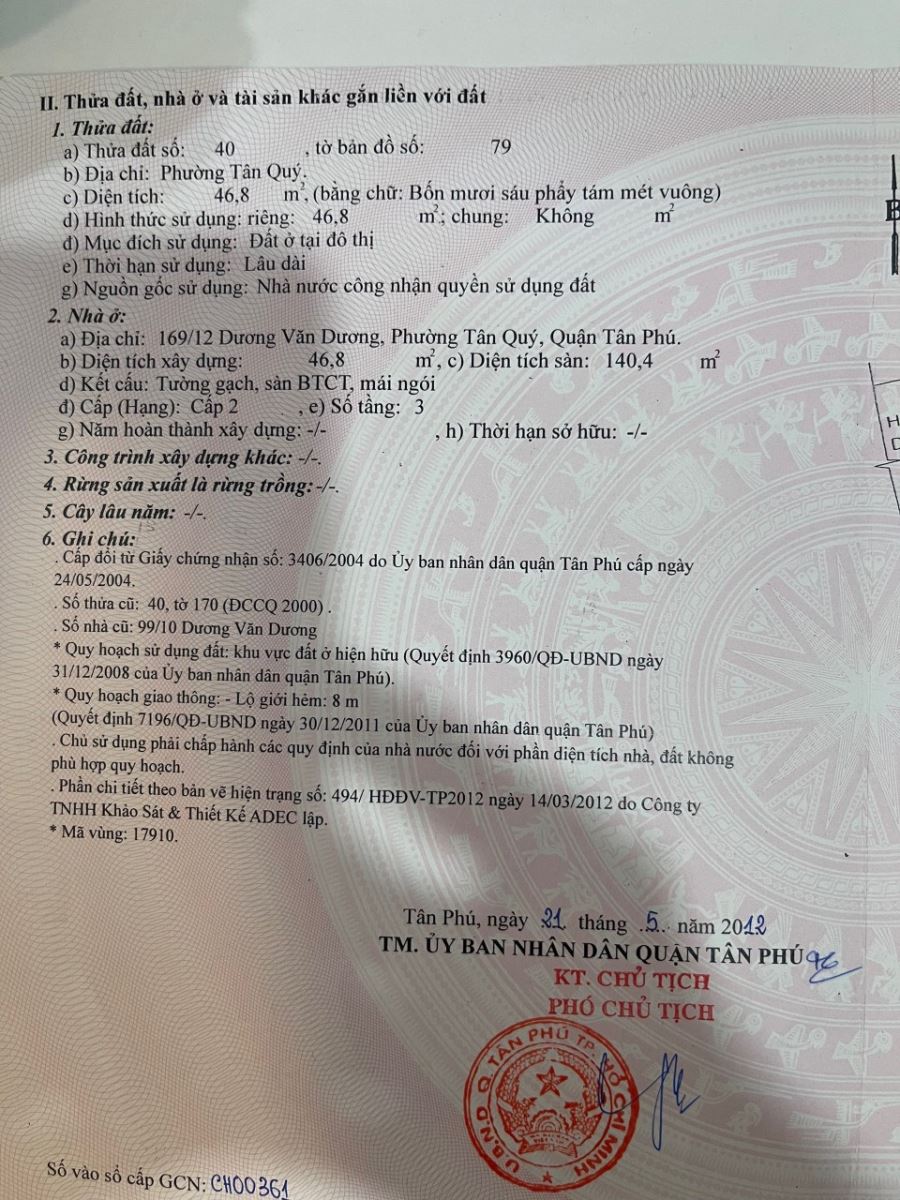 II. Thửa đất, nhà ở và tài sản khác gắn liền với đất
1. Thửa đất:
a) Thửa đất số: 40 , tờ bản đồ số: 79
b) Địa chỉ: Phường Tân Quý.
c) Diện tích: 46,8 m², (bằng chữ: Bốn mươi sáu phẩy tám mét vuông)
d) Hình thức sử dụng: riêng: 46,8 m²; chung: Không m²
đ) Mục đích sử dụng: Đất ở tại đô thị
e) Thời hạn sử dụng: Lâu dài
g) Nguồn gốc sử dụng: Nhà nước công nhận quyền sử dụng đất
2. Nhà ở:
a) Địa chỉ: 169/12 Dương Văn Dương, Phường Tân Quý, Quận Tân Phú.
b) Diện tích xây dựng: 46,8 m², c) Diện tích sàn: 140,4 m²
d) Kết cấu: Tường gạch, sàn BTCT, mái ngói
đ) Cấp (Hạng): Cấp 2 , e) Số tầng: 3
g) Năm hoàn thành xây dựng: -/- , h) Thời hạn sở hữu: -/-
3. Công trình xây dựng khác: -/-.
4. Rừng sản xuất là rừng trồng: -/-.
5. Cây lâu năm: -/-.
6. Ghi chú:
. Cấp đổi từ Giấy chứng nhận số: 3406/2004 do Ủy ban nhân dân quận Tân Phú cấp ngày
24/05/2004.
. Số thửa cũ: 40, tờ 170 (ĐCCQ 2000) .
. Số nhà cũ: 99/10 Dương Văn Dương
* Quy hoạch sử dụng đất: khu vực đất ở hiện hữu (Quyết định 3960/QĐ-UBND ngày
31/12/2008 của Ủy ban nhân dân quận Tân Phú).
* Quy hoạch giao thông: - Lộ giới hẻm: 8 m
(Quyết định 7196/QĐ-UBND ngày 30/12/2011 của Ủy ban nhân dân quận Tân Phú)
. Chủ sử dụng phải chấp hành các quy định của nhà nước đối với phần diện tích nhà, đất không
phù hợp quy hoạch.
. Phần chi tiết theo bản vẽ hiện trạng số: 494/ HĐĐV-TP2012 ngày 14/03/2012 do Công ty
TNHH Khảo Sát & Thiết Kế ADEC lập.
* Mã vùng: 17910.
Tân Phú, ngày 21 tháng .5.. năm 2012
TM. ỦY BAN NHÂN DÂN QUẬN TÂN PHÚ
KT. CHỦ TỊCH
PHÓ CHỦ TỊCH
U.B.N.D Q. TÂN PHÚ TP. HỒ CHÍ MINH
Số vào sổ cấp GCN: CH00361